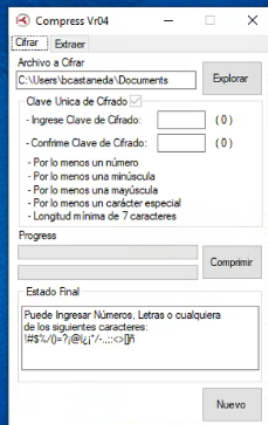 Compress Vr04
Cifrar Extraer
Archivo a Cifrar
C:\Users\bcastaneda\Documents
Explorar
Clave Unica de Cifrado
- Ingrese Clave de Cifrado: ( 0 )
- Confirme Clave de Cifrado: ( 0 )
- Por lo menos un número
- Por lo menos una minúscula
- Por lo menos una mayúscula
- Por lo menos un carácter especial
- Longitud mínima de 7 caracteres
Progress
Comprimir
Estado Final
Puede Ingresar Números, Letras o cualquiera
de los siguientes caracteres:
Nuevo